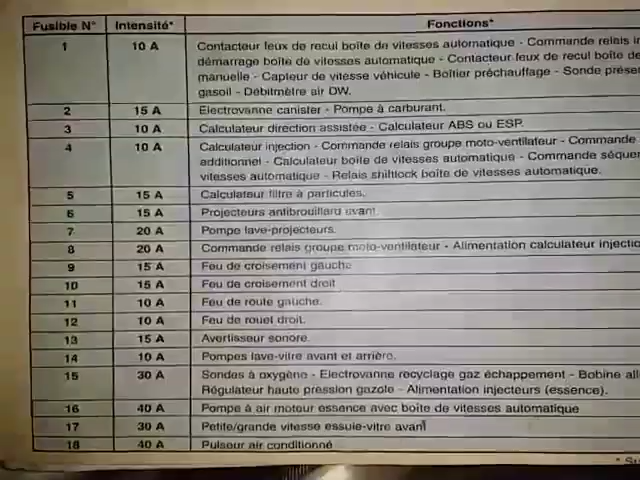 Fusible N° Intensité* Fonctions*
1 10 A Contacteur feux de recul boîte de vitesses automatique - Commande relais
démarrage boîte de vitesses automatique - Contacteur feux de recul boîte de
manuelle - Capteur de vitesse véhicule - Boîtier préchauffage - Sonde
gasoil - Débitmètre air DW.
2 15 A Electrovanne canister - Pompe à carburant.
3 10 A Calculateur direction assistée - Calculateur ABS ou ESP.
4 10 A Calculateur injection - Commande relais groupe moto-ventilateur - Commande
additionnel - Calculateur boîte de vitesses automatique - Commande
vitesses automatique - Relais shiftlock boîte de vitesses automatique.
5 15 A Calculateur filtre à particules.
6 15 A Projecteurs antibrouillard avant.
7 20 A Pompe lave-projecteurs.
8 20 A Commande relais groupe moto-ventilateur - Alimentation calculateur
9 15 A Feu de croisement gauche
10 15 A Feu de croisement droit
11 10 A Feu de route gauche.
12 10 A Feu de rouet droit.
13 15 A Avertisseur sonore.
14 10 A Pompes lave-vitre avant et arrière.
15 30 A Sondes à oxygène - Electrovanne recyclage gaz échappement - Bobine
Régulateur haute pression gazole - Alimentation injecteurs (essence).
16 40 A Pompe à air moteur essence avec boîte de vitesses automatique
17 30 A Petite/grande vitesse essuie-vitre avant
18 40 A Pulseur air conditionné